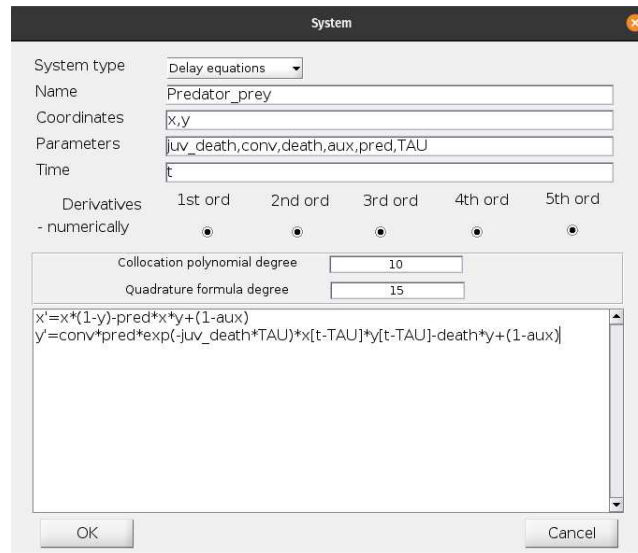 System
System type Delay equations
Name Predator_prey
Coordinates x,y
Parameters juv_death,conv,death,aux,pred,TAU
Time t
Derivatives 1st ord 2nd ord 3rd ord 4th ord 5th ord
- numerically
Collocation polynomial degree 10
Quadrature formula degree 15
x'=x*(1-y)-pred*x*y+(1-aux)
y'=conv*pred*exp(-juv_death*TAU)*x[t-TAU]*y[t-TAU]-death*y+(1-aux)
OK Cancel